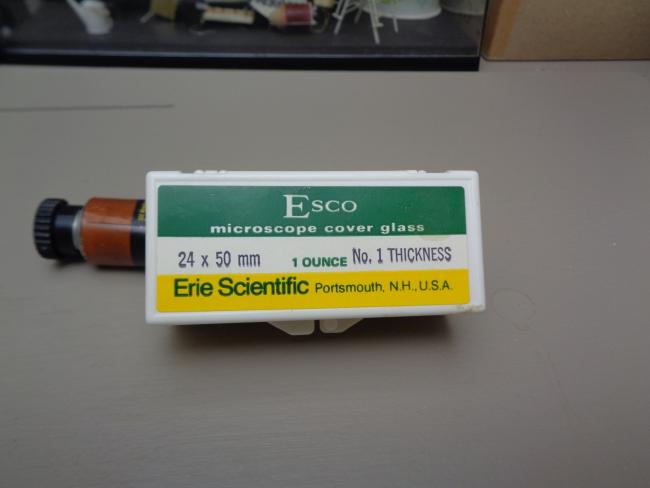 Esco
microscope cover glass
24 x 50 mm 1 OUNCE No. 1 THICKNESS
Erie Scientific Portsmouth, N.H., U.S.A.